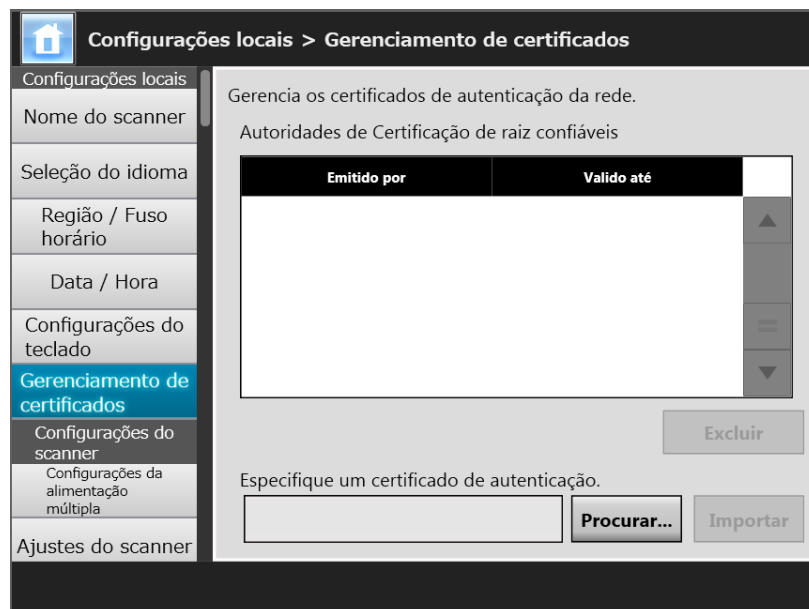 Configurações locais > Gerenciamento de certificados
Configurações locais
Nome do scanner
Seleção do idioma
Região / Fuso
horário
Data / Hora
Configurações do
teclado
Gerenciamento de
certificados
Configurações do
scanner
Configurações da
alimentação
múltipla
Ajustes do scanner
Gerencia os certificados de autenticação da rede.
Autoridades de Certificação de raiz confiáveis
Emitido por Valido até
Excluir
Especifique um certificado de autenticação.
Procurar... Importar